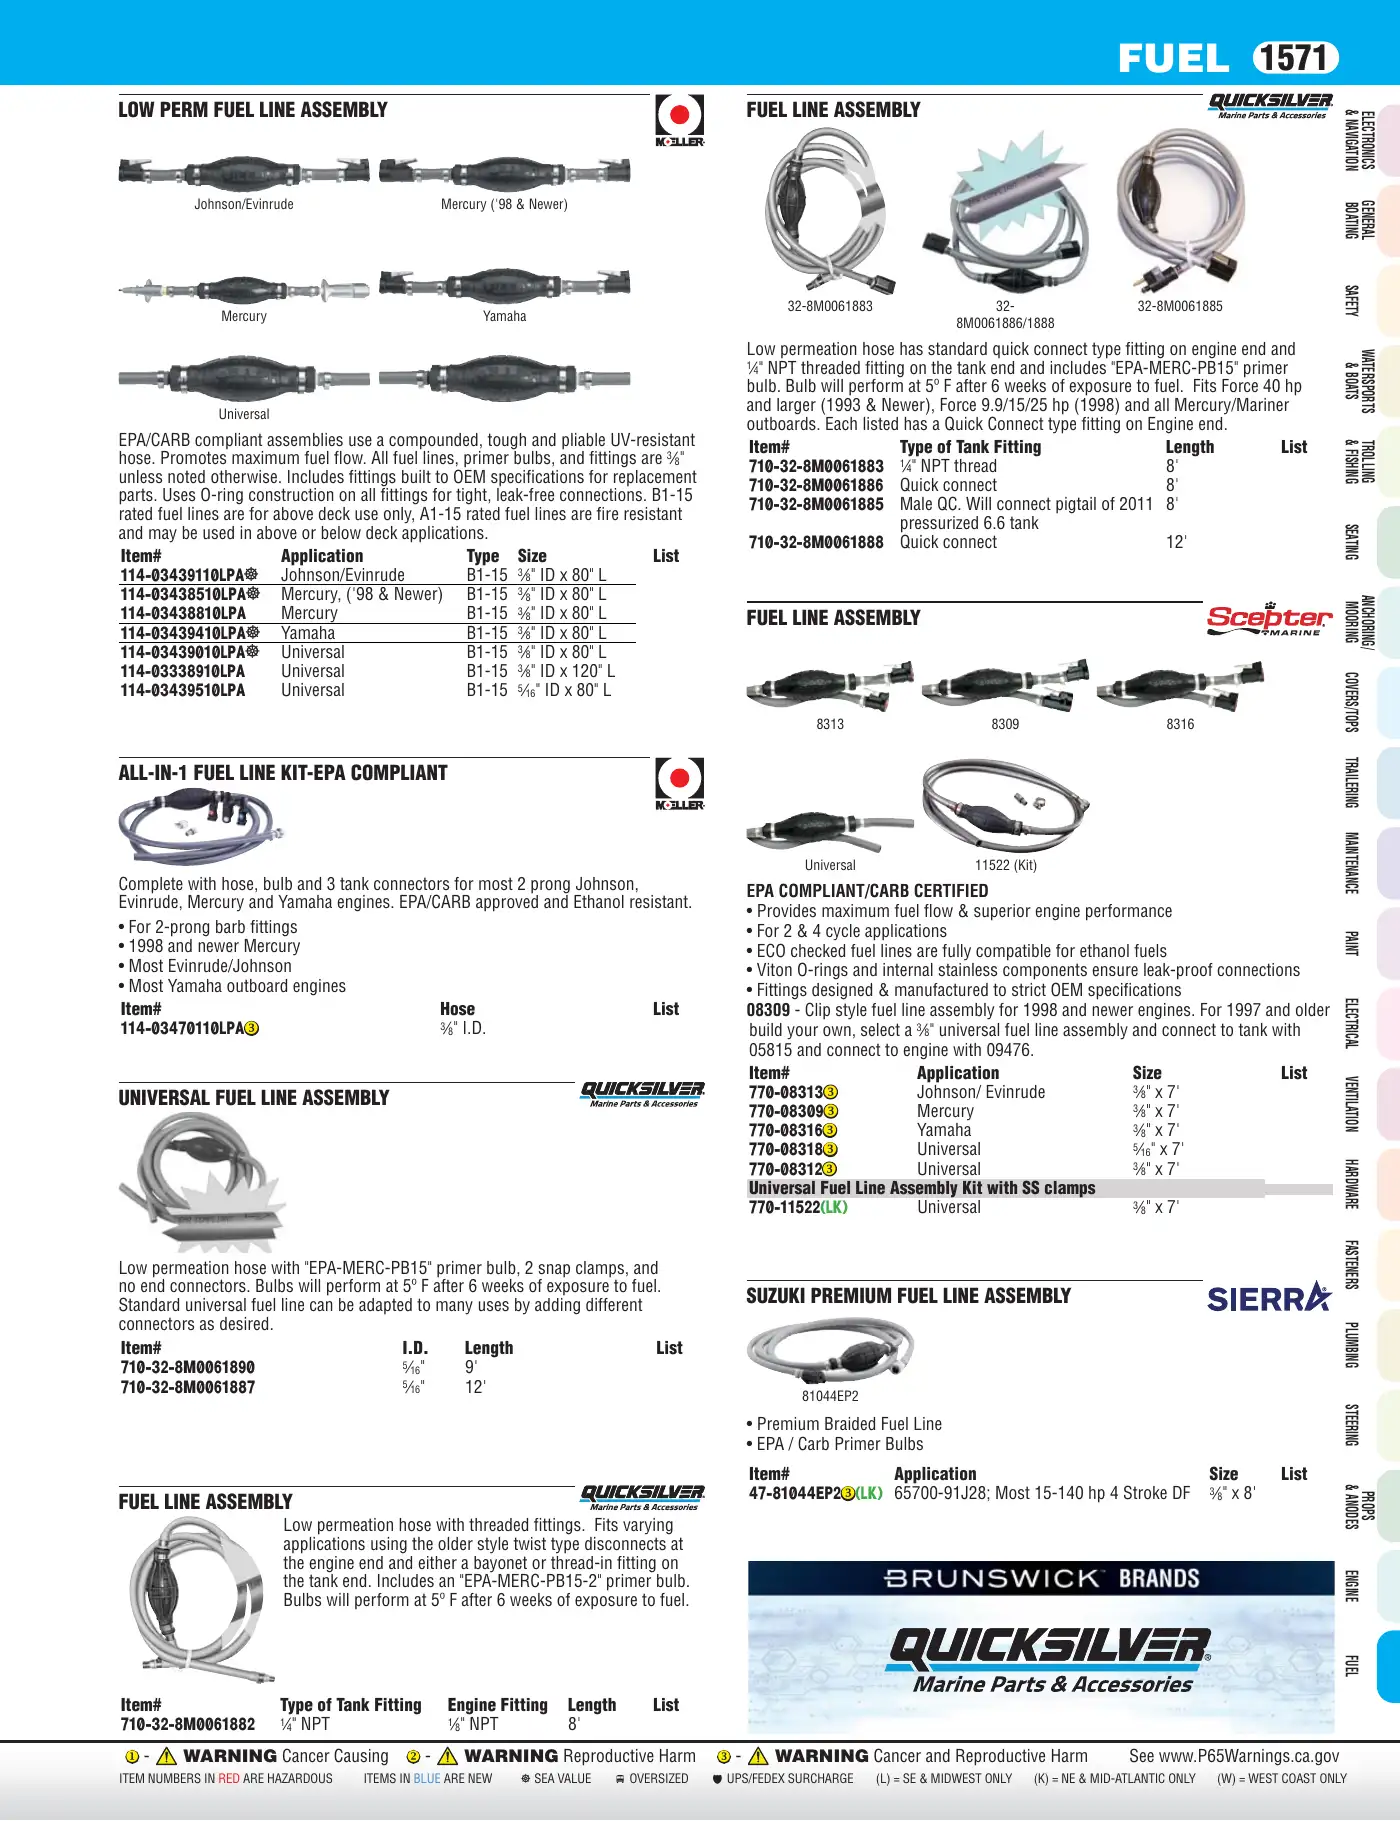 FUEL 1571
LOW PERM FUEL LINE ASSEMBLY
MOELLER
Johnson/Evinrude
Mercury ('98 & Newer)
Mercury
Yamaha
Universal
EPA/CARB compliant assemblies use a compounded, tough and pliable UV-resistant
hose. Promotes maximum fuel flow. All fuel lines, primer bulbs, and fittings are 3⁄8"
unless noted otherwise. Includes fittings built to OEM specifications for replacement
parts. Uses O-ring construction on all fittings for tight, leak-free connections. B1-15
rated fuel lines are for above deck use only, A1-15 rated fuel lines are fire resistant
and may be used in above or below deck applications.
Item# Application Type Size List
114-03439110LPA☸ Johnson/Evinrude B1-15 3⁄8" ID x 80" L
114-03438510LPA☸ Mercury, ('98 & Newer) B1-15 3⁄8" ID x 80" L
114-03438810LPA Mercury B1-15 3⁄8" ID x 80" L
114-03439410LPA☸ Yamaha B1-15 3⁄8" ID x 80" L
114-03439010LPA☸ Universal B1-15 3⁄8" ID x 80" L
114-03338910LPA Universal B1-15 3⁄8" ID x 120" L
114-03439510LPA Universal B1-15 5⁄16" ID x 80" L
ALL-IN-1 FUEL LINE KIT-EPA COMPLIANT
MOELLER
Complete with hose, bulb and 3 tank connectors for most 2 prong Johnson,
Evinrude, Mercury and Yamaha engines. EPA/CARB approved and Ethanol resistant.
• For 2-prong barb fittings
• 1998 and newer Mercury
• Most Evinrude/Johnson
• Most Yamaha outboard engines
Item# Hose List
114-03470110LPA③ 3⁄8" I.D.
UNIVERSAL FUEL LINE ASSEMBLY
QUICKSILVER
Marine Parts & Accessories
Low permeation hose with "EPA-MERC-PB15" primer bulb, 2 snap clamps, and
no end connectors. Bulbs will perform at 5º F after 6 weeks of exposure to fuel.
Standard universal fuel line can be adapted to many uses by adding different
connectors as desired.
Item# I.D. Length List
710-32-8M0061890 5⁄16" 9'
710-32-8M0061887 5⁄16" 12'
FUEL LINE ASSEMBLY
QUICKSILVER
Marine Parts & Accessories
Low permeation hose with threaded fittings. Fits varying
applications using the older style twist type disconnects at
the engine end and either a bayonet or thread-in fitting on
the tank end. Includes an "EPA-MERC-PB15-2" primer bulb.
Bulbs will perform at 5º F after 6 weeks of exposure to fuel.
Item# Type of Tank Fitting Engine Fitting Length List
710-32-8M0061882 1⁄4" NPT 1⁄8" NPT 8'
FUEL LINE ASSEMBLY
QUICKSILVER
Marine Parts & Accessories
32-8M0061883
32-
8M0061886/1888
32-8M0061885
Low permeation hose has standard quick connect type fitting on engine end and
1⁄4" NPT threaded fitting on the tank end and includes "EPA-MERC-PB15" primer
bulb. Bulb will perform at 5º F after 6 weeks of exposure to fuel. Fits Force 40 hp
and larger (1993 & Newer), Force 9.9/15/25 hp (1998) and all Mercury/Mariner
outboards. Each listed has a Quick Connect type fitting on Engine end.
Item# Type of Tank Fitting Length List
710-32-8M0061883 1⁄4" NPT thread 8'
710-32-8M0061886 Quick connect 8'
710-32-8M0061885 Male QC. Will connect pigtail of 2011 8'
pressurized 6.6 tank
710-32-8M0061888 Quick connect 12'
FUEL LINE ASSEMBLY
Scepter
MARINE
8313
8309
8316
Universal
11522 (Kit)
EPA COMPLIANT/CARB CERTIFIED
• Provides maximum fuel flow & superior engine performance
• For 2 & 4 cycle applications
• ECO checked fuel lines are fully compatible for ethanol fuels
• Viton O-rings and internal stainless components ensure leak-proof connections
• Fittings designed & manufactured to strict OEM specifications
08309 - Clip style fuel line assembly for 1998 and newer engines. For 1997 and older
build your own, select a 3⁄8" universal fuel line assembly and connect to tank with
05815 and connect to engine with 09476.
Item# Application Size List
770-08313③ Johnson/ Evinrude 3⁄8" x 7'
770-08309③ Mercury 3⁄8" x 7'
770-08316③ Yamaha 3⁄8" x 7'
770-08318③ Universal 5⁄16" x 7'
770-08312③ Universal 3⁄8" x 7'
Universal Fuel Line Assembly Kit with SS clamps
770-11522(LK) Universal 3⁄8" x 7'
SUZUKI PREMIUM FUEL LINE ASSEMBLY
SIERRA
81044EP2
• Premium Braided Fuel Line
• EPA / Carb Primer Bulbs
Item# Application Size List
47-81044EP2③(LK) 65700-91J28; Most 15-140 hp 4 Stroke DF 3⁄8" x 8'
BRUNSWICK™ BRANDS
QUICKSILVER®
Marine Parts & Accessories
ELECTRONICS
& NAVIGATION
GENERAL
BOATING
SAFETY
WATERSPORTS
& BOATS
TROLLING
& FISHING
SEATING
ANCHORING/
MOORING
COVERS/TOPS
TRAILERING
MAINTENANCE
PAINT
ELECTRICAL
VENTILATION
HARDWARE
FASTENERS
PLUMBING
STEERING
PROPS
& ANODES
ENGINE
FUEL
① - ⚠ WARNING Cancer Causing ② - ⚠ WARNING Reproductive Harm ③ - ⚠ WARNING Cancer and Reproductive Harm See www.P65Warnings.ca.gov
ITEM NUMBERS IN RED ARE HAZARDOUS ITEMS IN BLUE ARE NEW ☸ SEA VALUE OVERSIZED UPS/FEDEX SURCHARGE (L) = SE & MIDWEST ONLY (K) = NE & MID-ATLANTIC ONLY (W) = WEST COAST ONLY